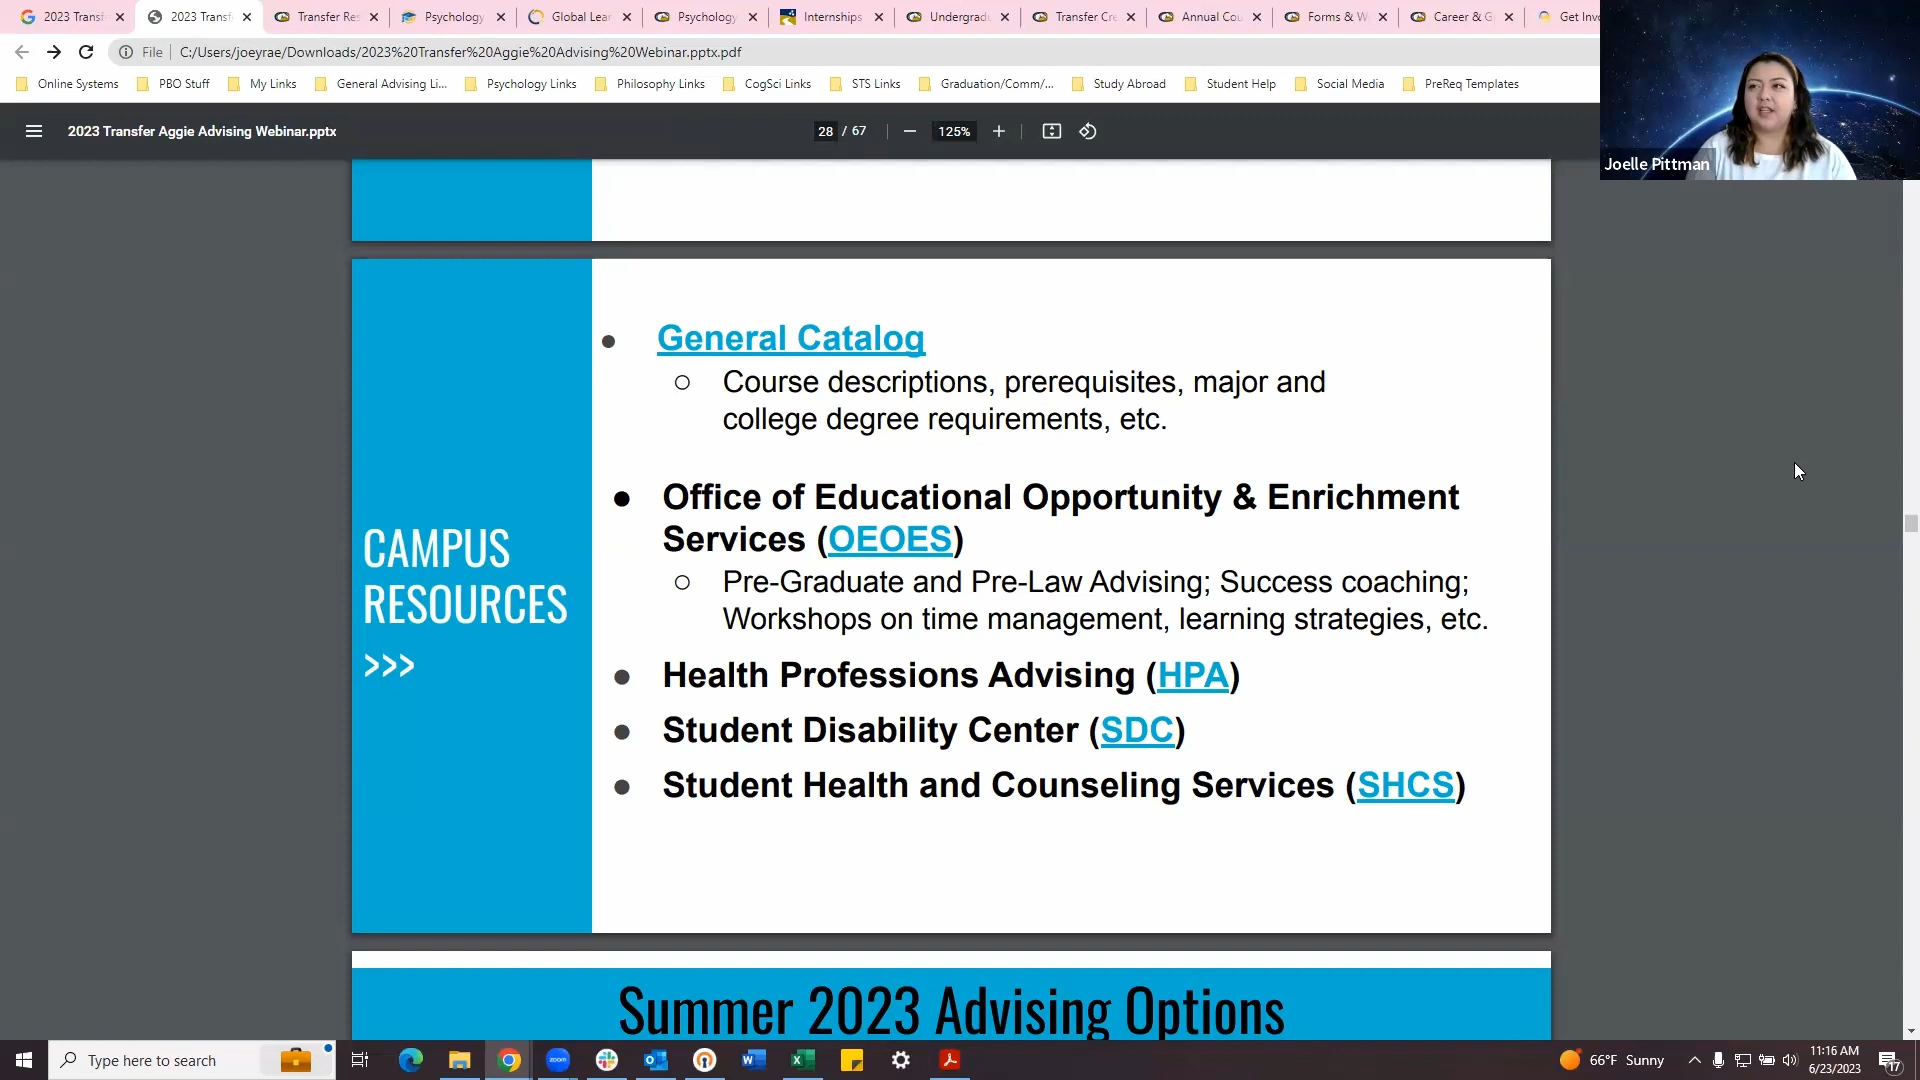 2023 Transf
2023 Transf
Transfer Res
Psychology
Global Lear
Psychology
Internships
Undergradu
Transfer Cre
Annual Cou
Forms & W
Career & G
Get Invo
File
C:/Users/joeyrae/Downloads/2023%20Transfer%20Aggie%20Advising%20Webinar.pptx.pdf
Online Systems
PBO Stuff
My Links
General Advising Li...
Psychology Links
Philosophy Links
CogSci Links
STS Links
Graduation/Comm/...
Study Abroad
Student Help
Social Media
PreReq Templates
2023 Transfer Aggie Advising Webinar.pptx
28 / 67
125%
Joelle Pittman
CAMPUS
RESOURCES
>>>
General Catalog
Course descriptions, prerequisites, major and
college degree requirements, etc.
Office of Educational Opportunity & Enrichment
Services (OEOES)
Pre-Graduate and Pre-Law Advising; Success coaching;
Workshops on time management, learning strategies, etc.
Health Professions Advising (HPA)
Student Disability Center (SDC)
Student Health and Counseling Services (SHCS)
Summer 2023 Advising Options
Type here to search
zoom
66°F Sunny
11:16 AM
6/23/2023
17